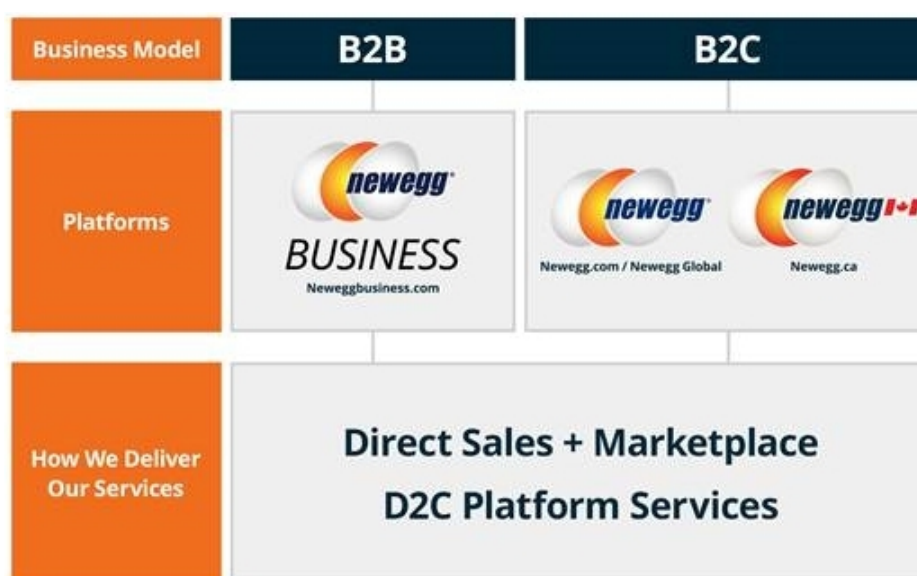 Business Model
B2B
B2C
Platforms
newegg
BUSINESS
Neweggbusiness.com
newegg
Newegg.com / Newegg Global
newegg
Newegg.ca
How We Deliver
Our Services
Direct Sales + Marketplace
D2C Platform Services